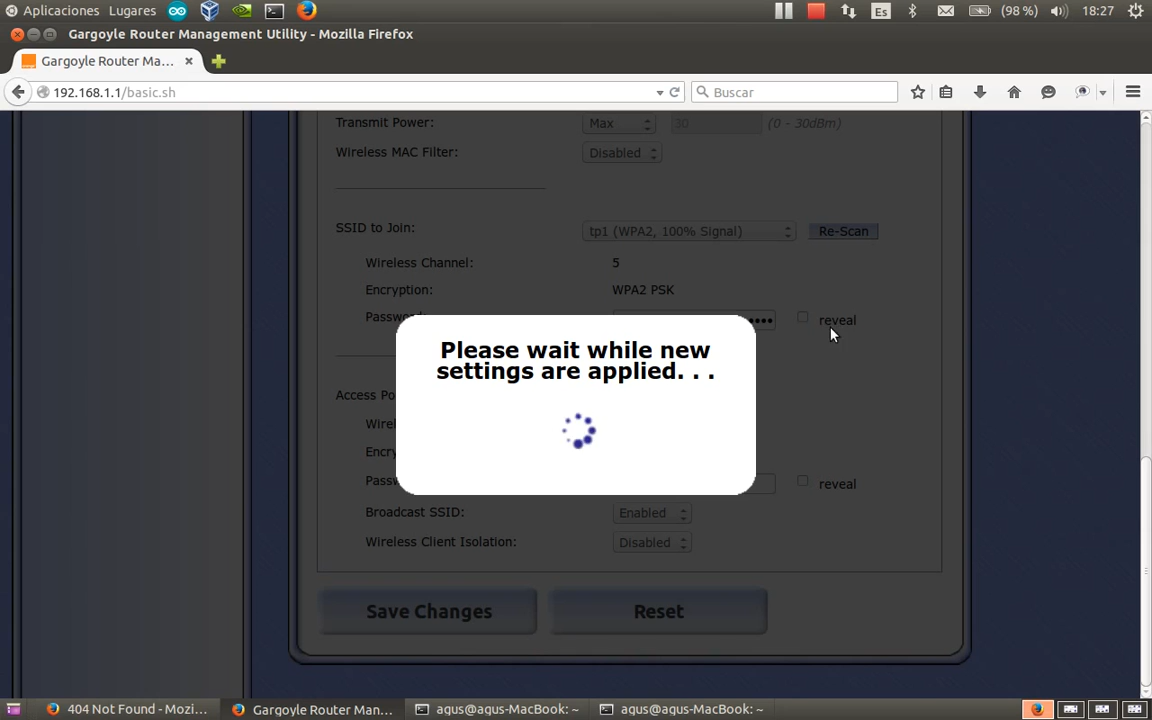 Aplicaciones Lugares Es (98 %) 18:27
Gargoyle Router Management Utility - Mozilla Firefox
Gargoyle Router Ma...
192.168.1.1/basic.sh Buscar
Transmit Power: Max 30 (0 - 30dBm)
Wireless MAC Filter: Disabled
SSID to Join: tp1 (WPA2, 100% Signal) Re-Scan
Wireless Channel: 5
Encryption: WPA2 PSK
reveal
Please wait while new
settings are applied. . .
Access
reveal
Broadcast SSID: Enabled
Wireless Client Isolation: Disabled
Save Changes Reset
404 Not Found - Mozi... Gargoyle Router Man... agus@agus-MacBook: ~ agus@agus-MacBook: ~